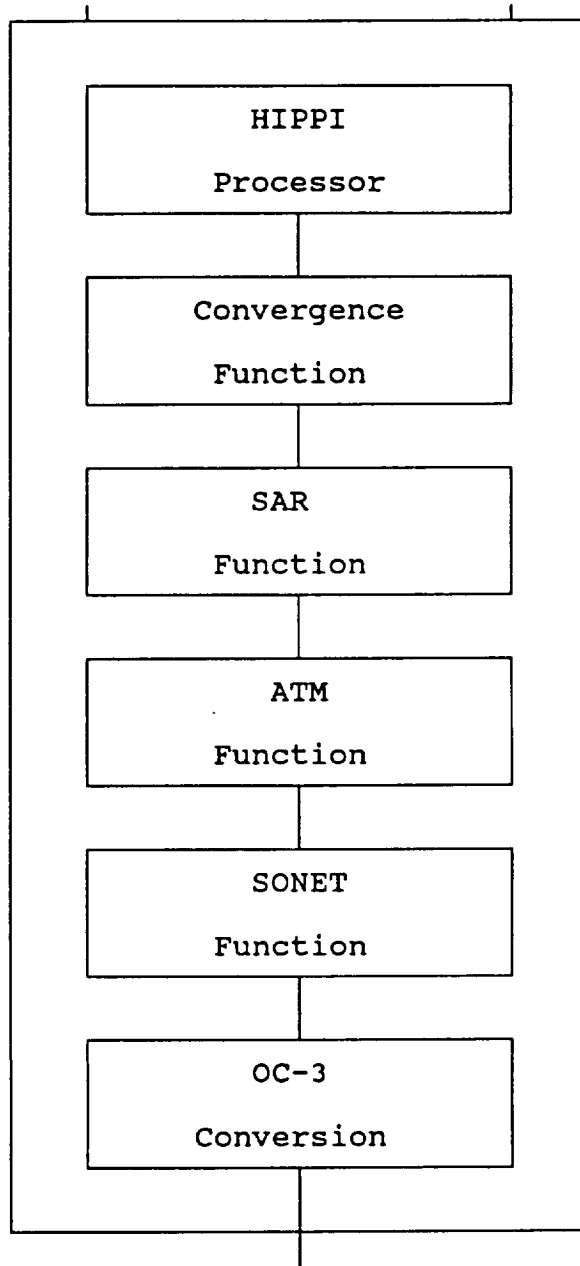 HIPPI
Processor
Convergence
Function
SAR
Function
ATM
Function
SONET
Function
OC-3
Conversion